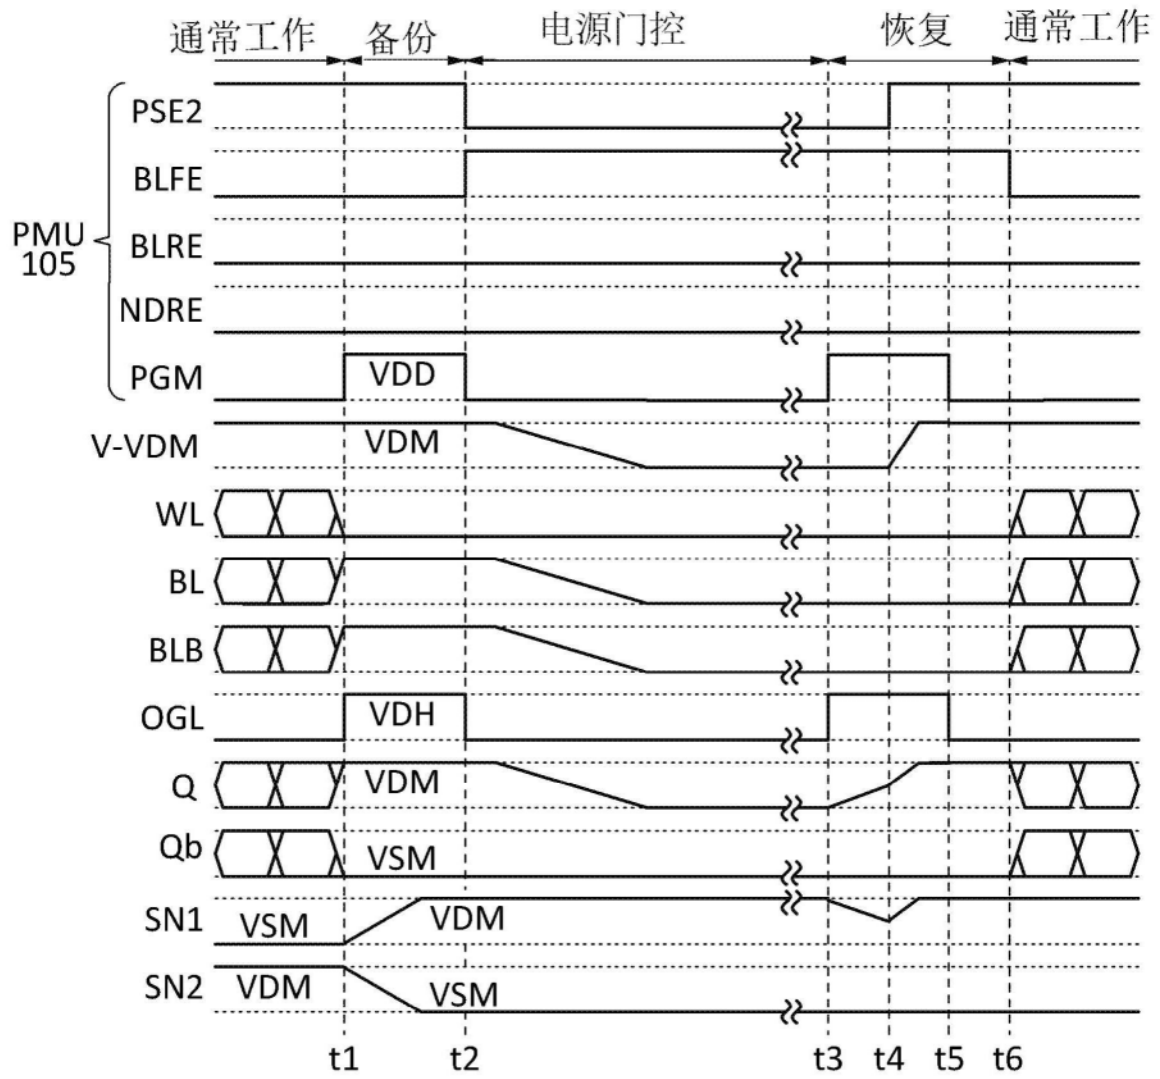 通常工作 备份 电源门控 恢复 通常工作
PSE2
BLFE
PMU
105
BLRE
NDRE
PGM VDD
V-VDM VDM
WL
BL
BLB
OGL VDH
Q VDM
Qb VSM
SN1 VSM VDM
SN2 VDM VSM
t1 t2 t3 t4 t5 t6